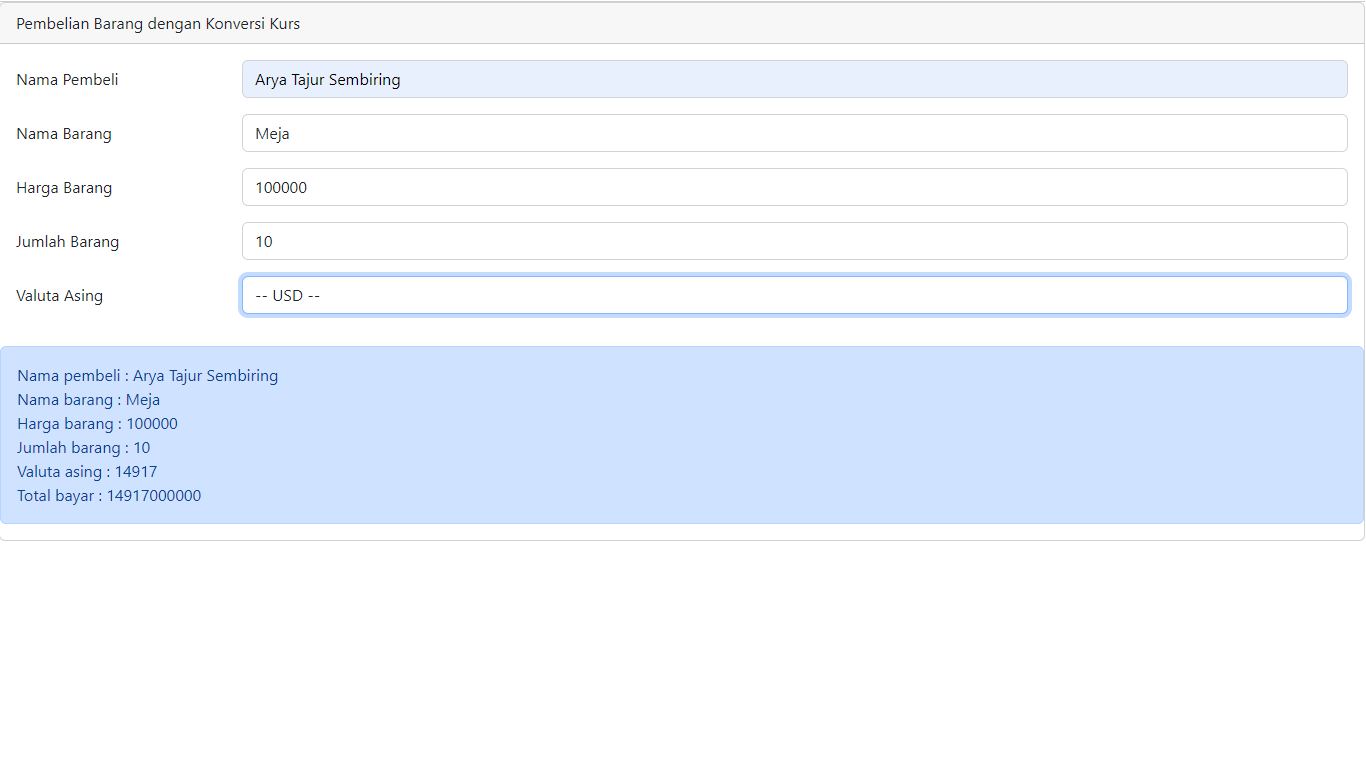 Pembelian Barang dengan Konversi Kurs
Nama Pembeli Arya Tajur Sembiring
Nama Barang Meja
Harga Barang 100000
Jumlah Barang 10
Valuta Asing -- USD --
Nama pembeli : Arya Tajur Sembiring
Nama barang : Meja
Harga barang : 100000
Jumlah barang : 10
Valuta asing : 14917
Total bayar : 14917000000